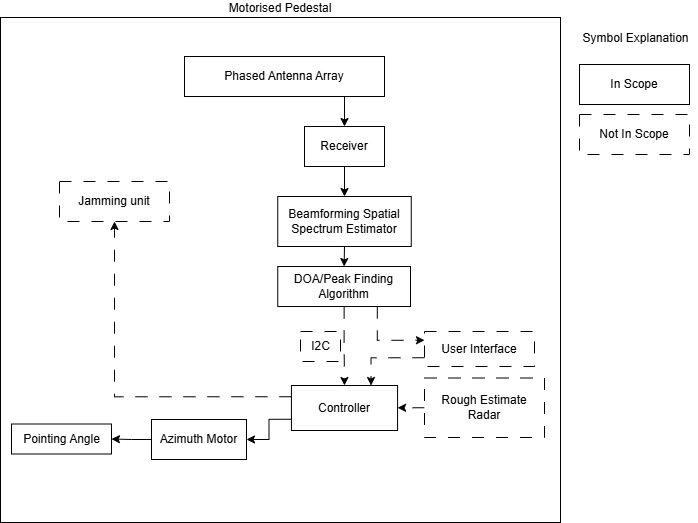 Motorised Pedestal
Symbol Explanation
Phased Antenna Array
In Scope
Receiver
Not In Scope
Jamming unit
Beamforming Spatial
Spectrum Estimator
DOA/Peak Finding
Algorithm
I2C
User Interface
Controller
Rough Estimate
Radar
Pointing Angle
Azimuth Motor